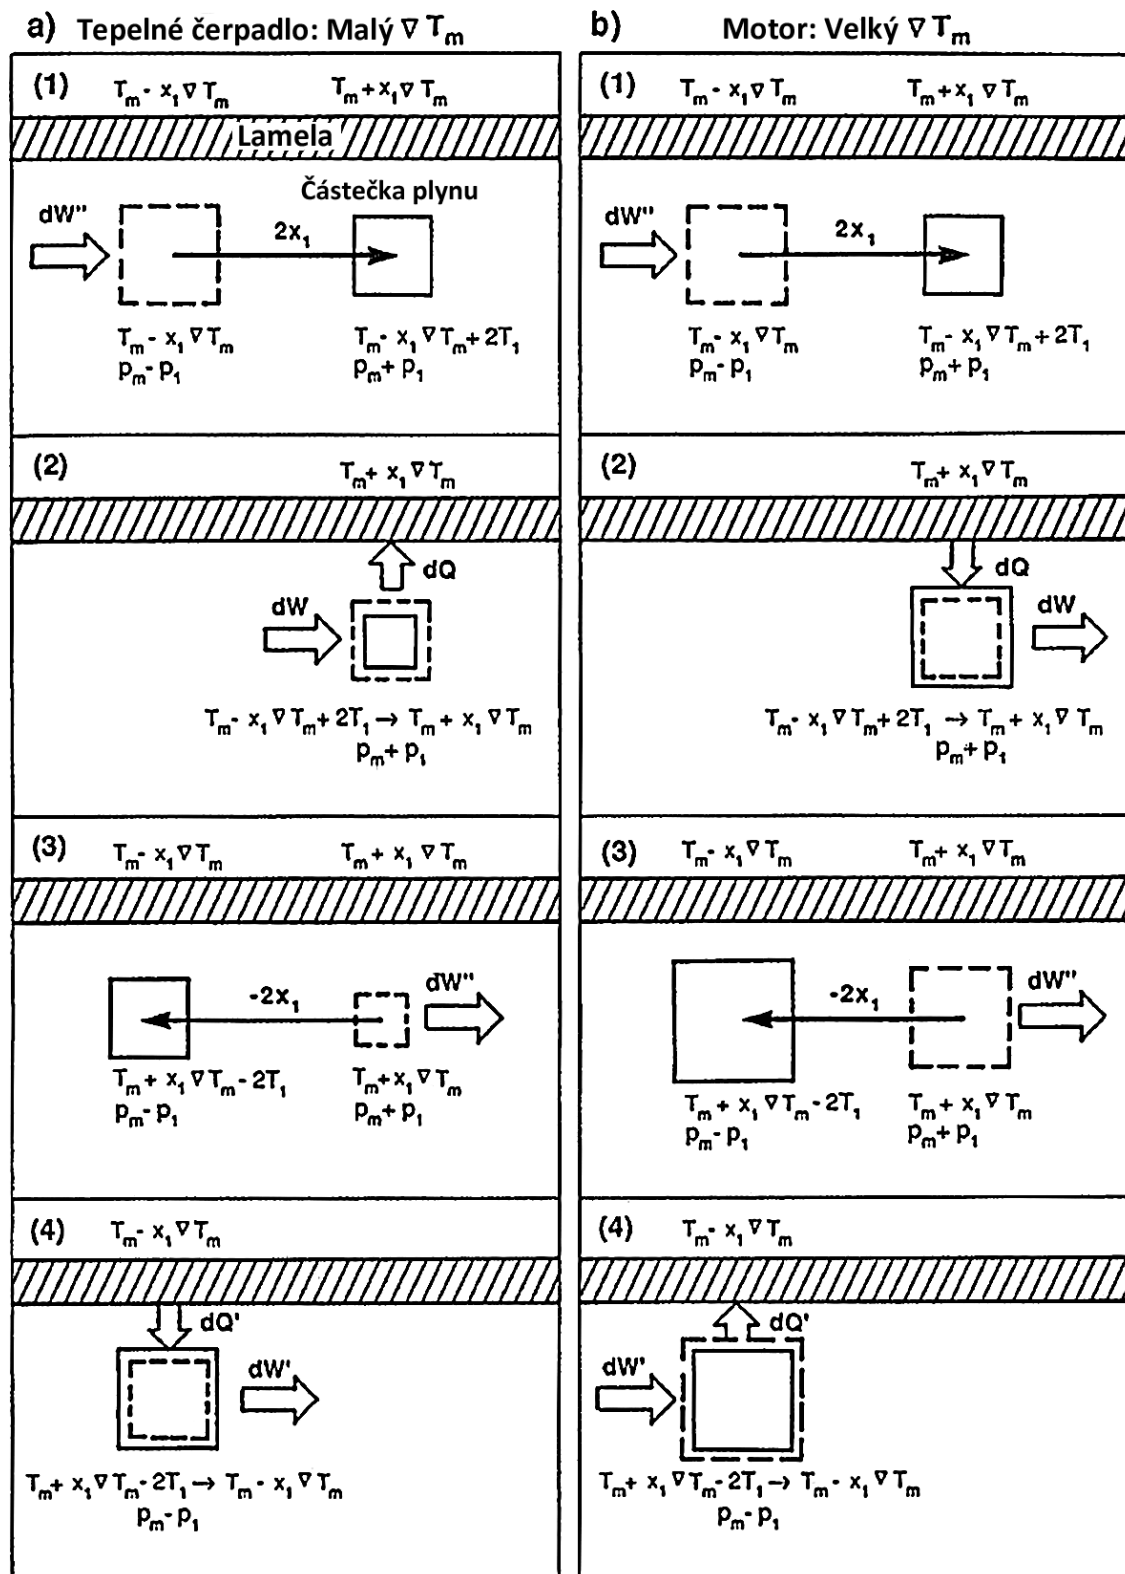 a) Tepelné čerpadlo: Malý ∇ Tₘ
(1) Tₘ- x₁ ∇ Tₘ Tₘ+ x₁ ∇ Tₘ
Lamela
Částečka plynu
dW" 2x₁
Tₘ- x₁ ∇ Tₘ Tₘ- x₁ ∇ Tₘ+ 2T₁
pₘ- p₁ pₘ+ p₁
(2) Tₘ+ x₁ ∇ Tₘ
dQ
dW
Tₘ- x₁ ∇ Tₘ+ 2T₁ → Tₘ+ x₁ ∇ Tₘ
pₘ+ p₁
(3) Tₘ- x₁ ∇ Tₘ Tₘ+ x₁ ∇ Tₘ
-2x₁ dW"
Tₘ+ x₁ ∇ Tₘ- 2T₁ Tₘ+ x₁ ∇ Tₘ
pₘ- p₁ pₘ+ p₁
(4) Tₘ- x₁ ∇ Tₘ
dQ'
dW'
Tₘ+ x₁ ∇ Tₘ- 2T₁ → Tₘ- x₁ ∇ Tₘ
pₘ- p₁
b) Motor: Velký ∇ Tₘ
(1) Tₘ- x₁ ∇ Tₘ Tₘ+ x₁ ∇ Tₘ
dW" 2x₁
Tₘ- x₁ ∇ Tₘ Tₘ- x₁ ∇ Tₘ+ 2T₁
pₘ- p₁ pₘ+ p₁
(2) Tₘ+ x₁ ∇ Tₘ
dQ
dW
Tₘ- x₁ ∇ Tₘ+ 2T₁ → Tₘ+ x₁ ∇ Tₘ
pₘ+ p₁
(3) Tₘ- x₁ ∇ Tₘ Tₘ+ x₁ ∇ Tₘ
-2x₁ dW"
Tₘ+ x₁ ∇ Tₘ- 2T₁ Tₘ+ x₁ ∇ Tₘ
pₘ- p₁ pₘ+ p₁
(4) Tₘ- x₁ ∇ Tₘ
dQ'
dW'
Tₘ+ x₁ ∇ Tₘ- 2T₁ → Tₘ- x₁ ∇ Tₘ
pₘ- p₁